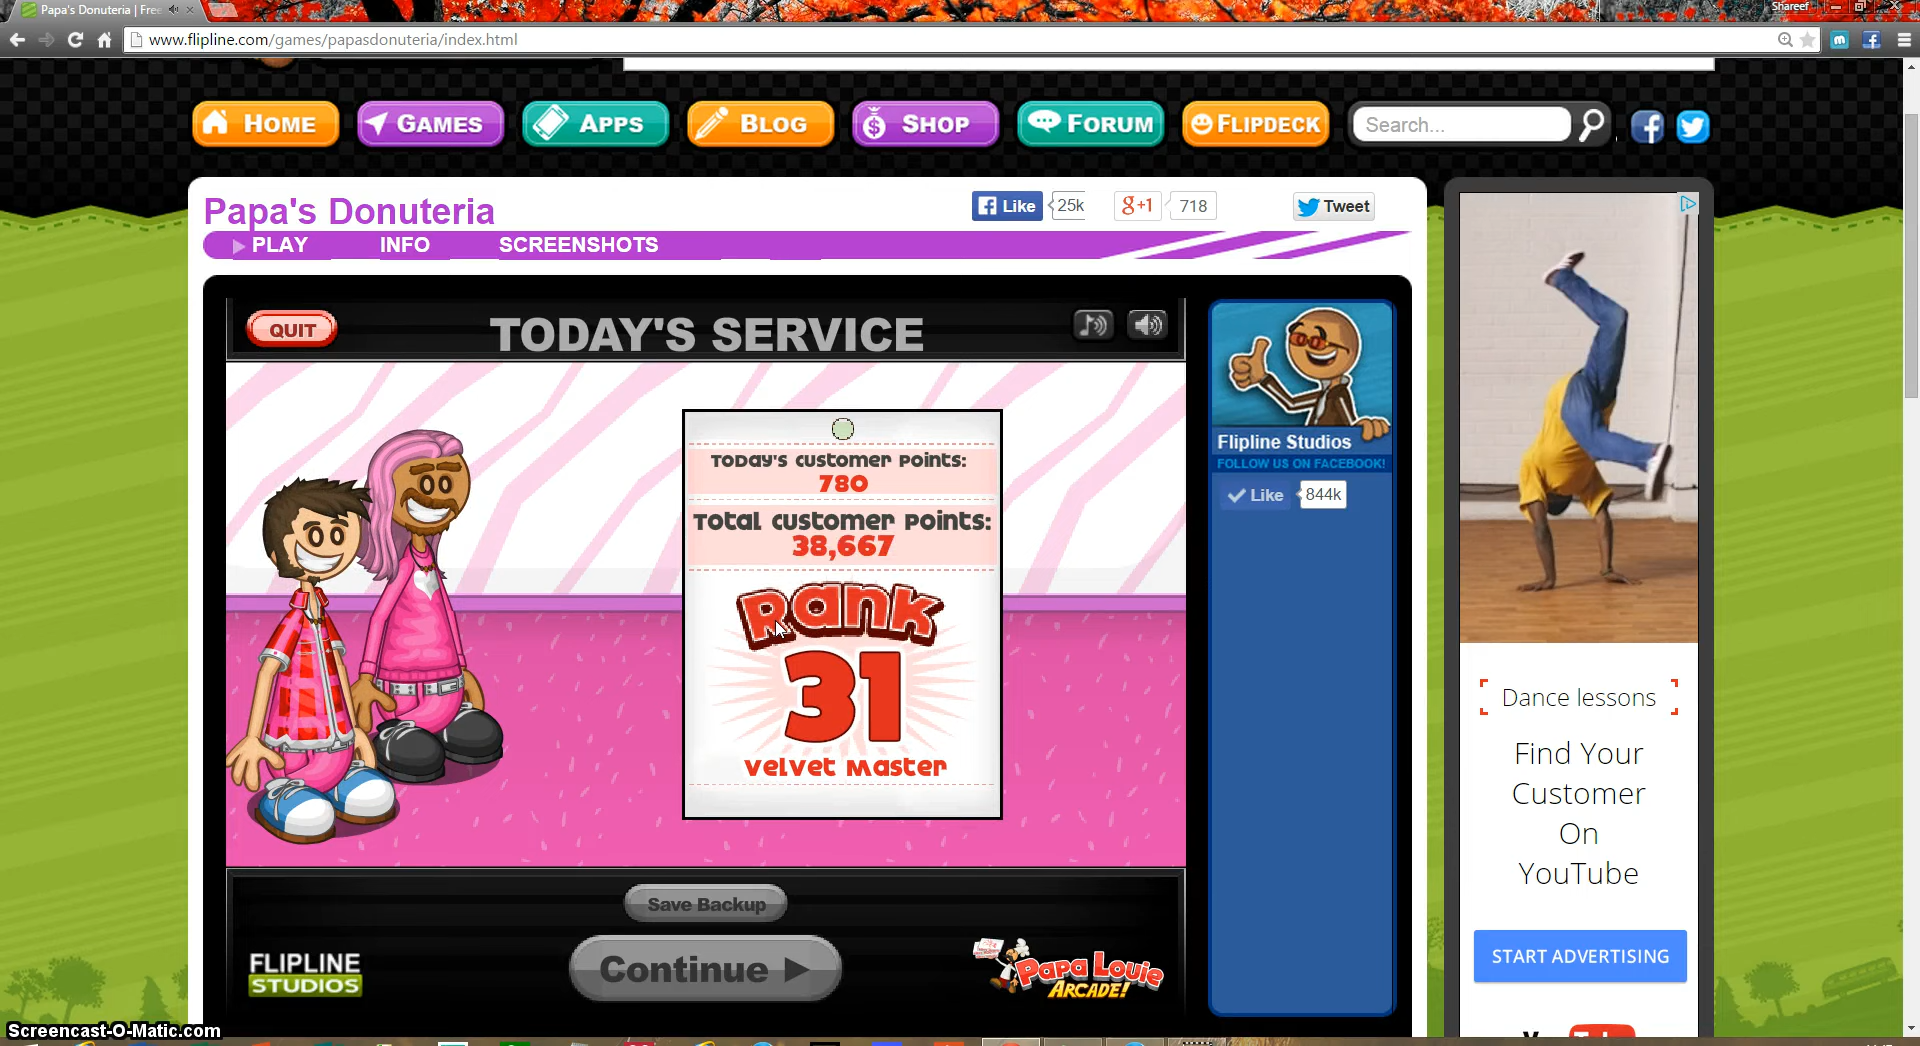 Papa's Donuteria | Free
Shareef
www.flipline.com/games/papasdonuteria/index.html
HOME
GAMES
APPS
BLOG
SHOP
FORUM
FLIPDECK
Search...
Papa's Donuteria
Like 25k
g+1 718
Tweet
PLAY INFO SCREENSHOTS
QUIT
TODAY'S SERVICE
Today's Customer Points:
780
Total Customer Points:
38,667
Rank
31
Velvet Master
Flipline Studios
FOLLOW US ON FACEBOOK!
Like 844k
Dance lessons
Find Your
Customer
On
YouTube
START ADVERTISING
Save Backup
Continue
FLIPLINE
STUDIOS
Papa Louie
ARCADE!
Screencast-O-Matic.com